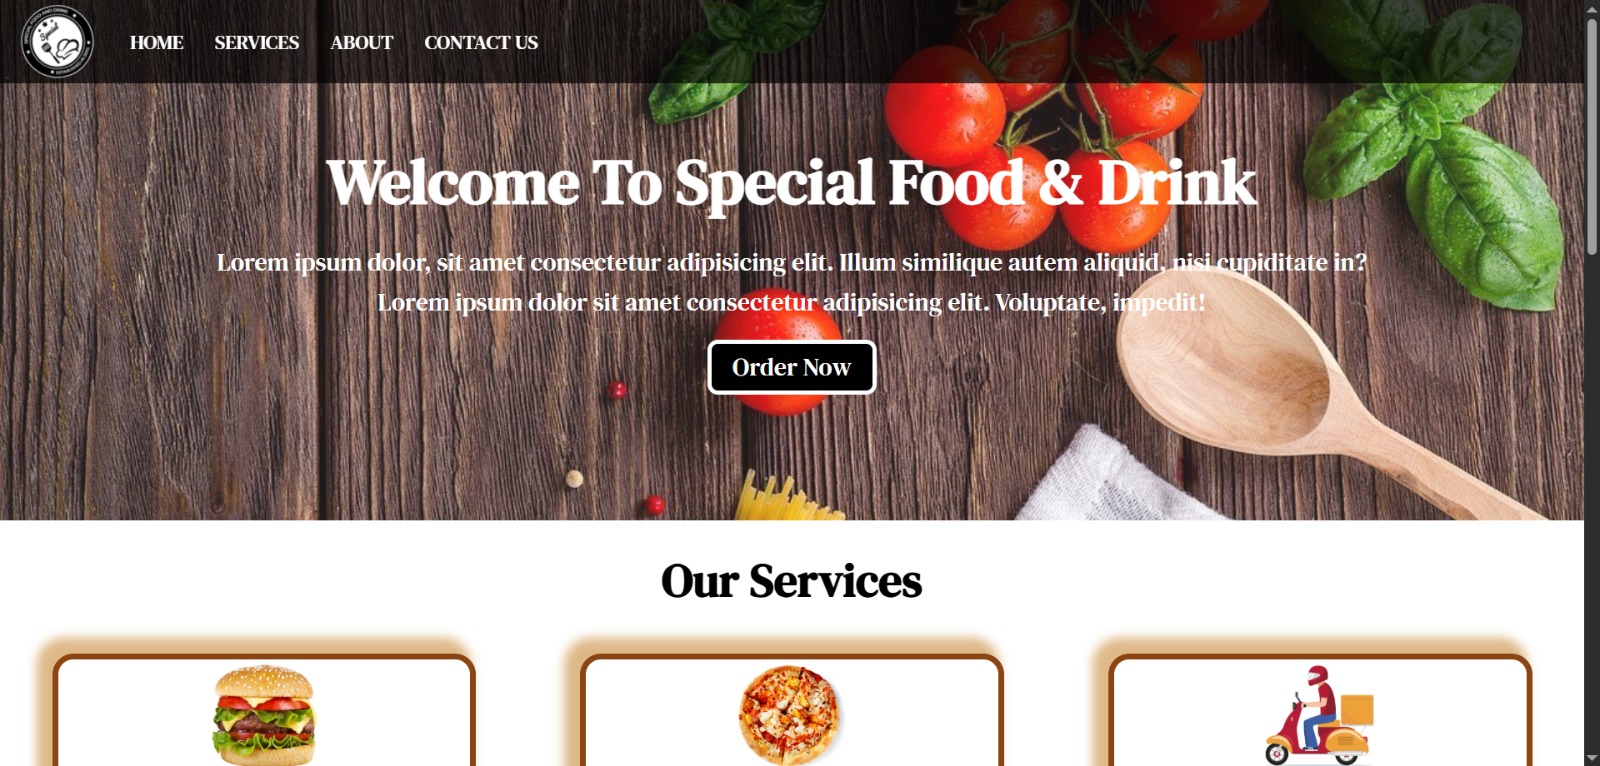 Special
HOME SERVICES ABOUT CONTACT US
Welcome To Special Food & Drink
Lorem ipsum dolor, sit amet consectetur adipisicing elit. Illum similique autem aliquid, nisi cupiditate in?
Lorem ipsum dolor sit amet consectetur adipisicing elit. Voluptate, impedit!
Order Now
Our Services